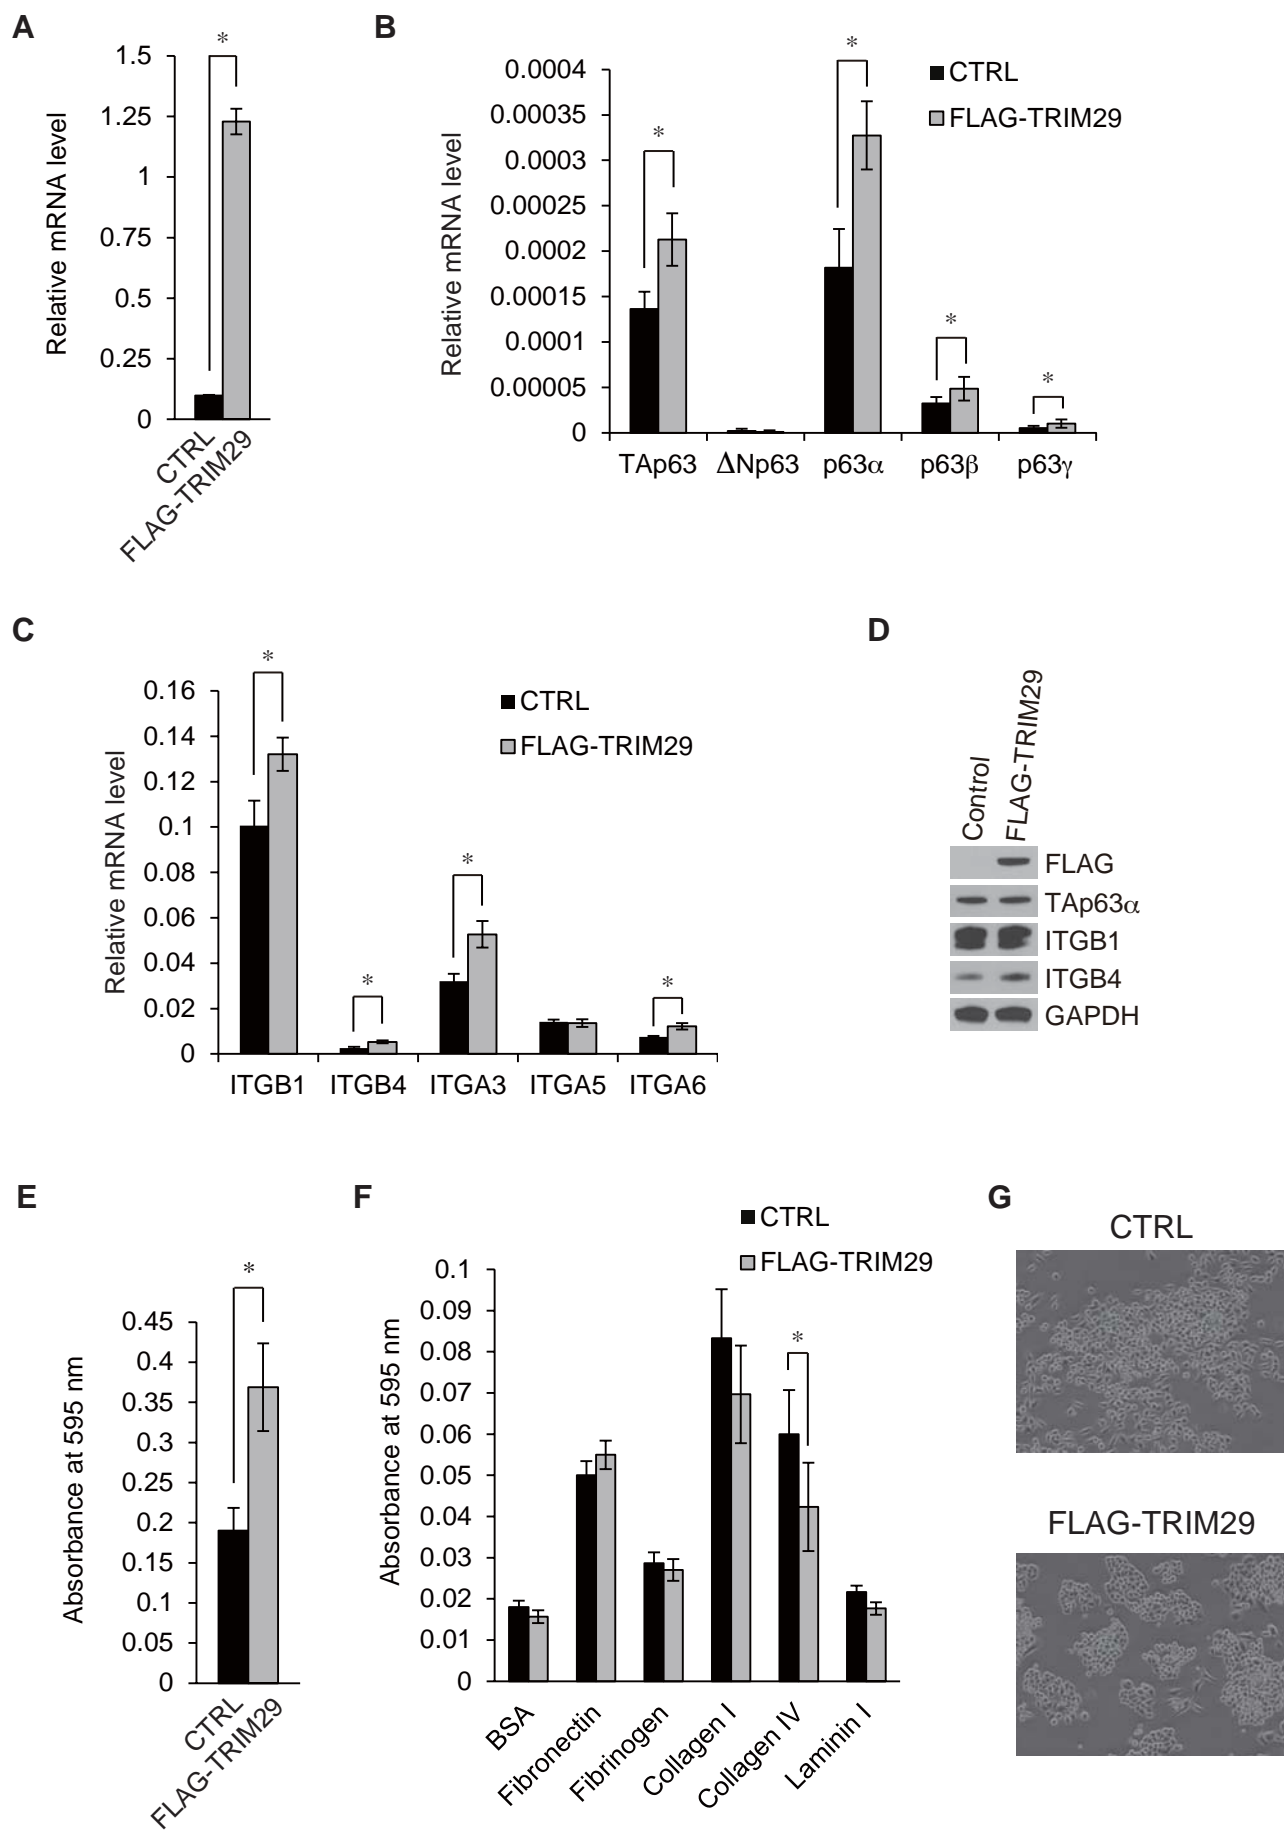 A
*
1.5
1.25
1
0.75
0.5
0.25
0
Relative mRNA level
CTRL
FLAG-TRIM29
B
*
*
*
*
CTRL
FLAG-TRIM29
0.0004
0.00035
0.0003
0.00025
0.0002
0.00015
0.0001
0.00005
0
Relative mRNA level
TAp63 ΔNp63 p63α p63β p63γ
C
*
*
*
*
CTRL
FLAG-TRIM29
0.16
0.14
0.12
0.1
0.08
0.06
0.04
0.02
0
Relative mRNA level
ITGB1 ITGB4 ITGA3 ITGA5 ITGA6
D
Control
FLAG-TRIM29
FLAG
TAp63α
ITGB1
ITGB4
GAPDH
E
*
0.45
0.4
0.35
0.3
0.25
0.2
0.15
0.1
0.05
0
Absorbance at 595 nm
CTRL
FLAG-TRIM29
F
CTRL
FLAG-TRIM29
*
0.1
0.09
0.08
0.07
0.06
0.05
0.04
0.03
0.02
0.01
0
Absorbance at 595 nm
BSA
Fibronectin
Fibrinogen
Collagen I
Collagen IV
Laminin I
G
CTRL
FLAG-TRIM29